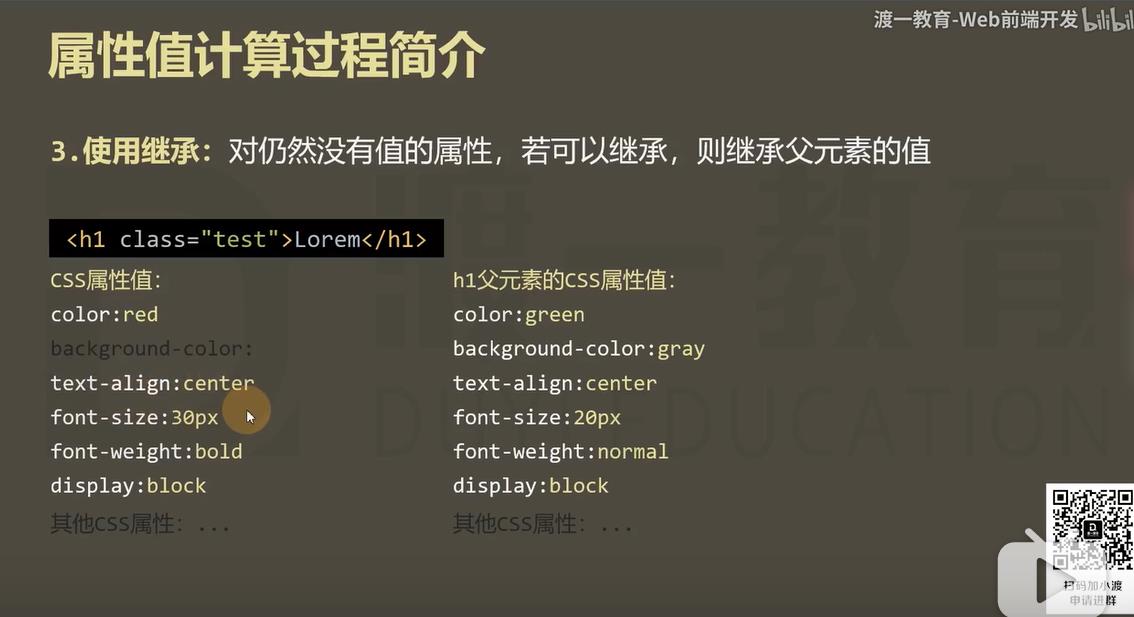 渡一教育-Web前端开发 bilibili
属性值计算过程简介
3.使用继承：对仍然没有值的属性，若可以继承，则继承父元素的值
<h1 class="test">Lorem</h1>
CSS属性值：
color:red
background-color:
text-align:center
font-size:30px
font-weight:bold
display:block
其他CSS属性：...
h1父元素的CSS属性值：
color:green
background-color:gray
text-align:center
font-size:20px
font-weight:normal
display:block
其他CSS属性：...
渡一教育
DUYI EDUCATION
扫码加小渡
申请进群